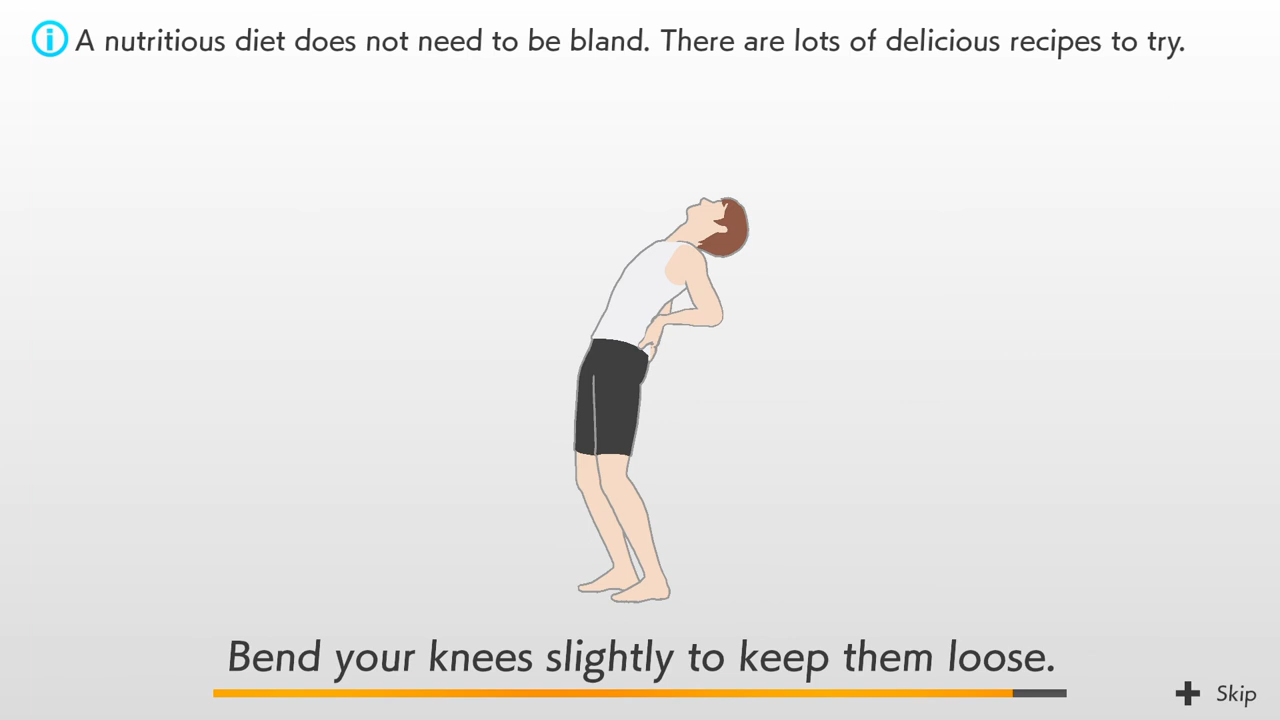 A nutritious diet does not need to be bland. There are lots of delicious recipes to try.
Bend your knees slightly to keep them loose.
Skip